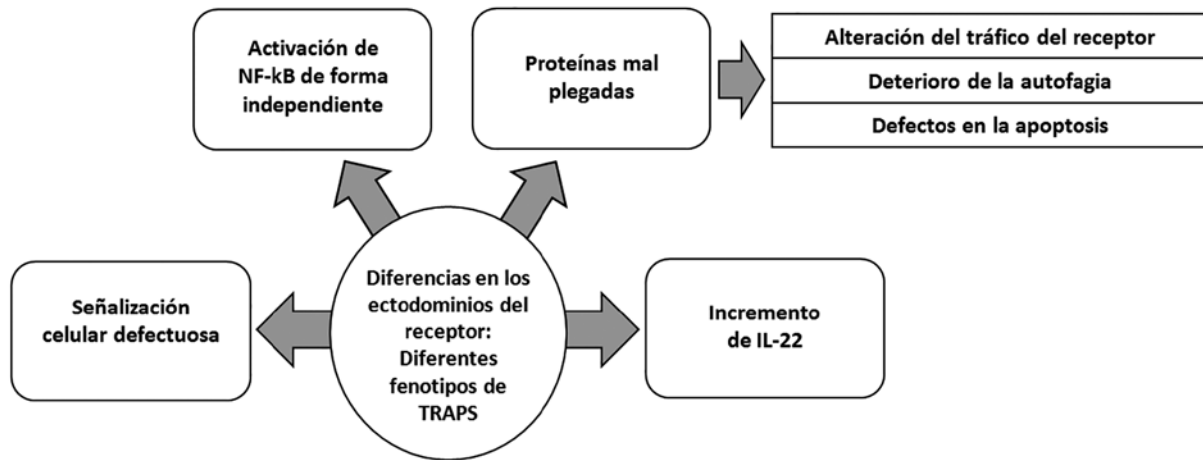 Activación de
NF-kB de forma
independiente
Proteínas mal
plegadas
Alteración del tráfico del receptor
Deterioro de la autofagia
Defectos en la apoptosis
Señalización
celular defectuosa
Diferencias en los
ectodominios del
receptor:
Diferentes
fenotipos de
TRAPS
Incremento
de IL-22